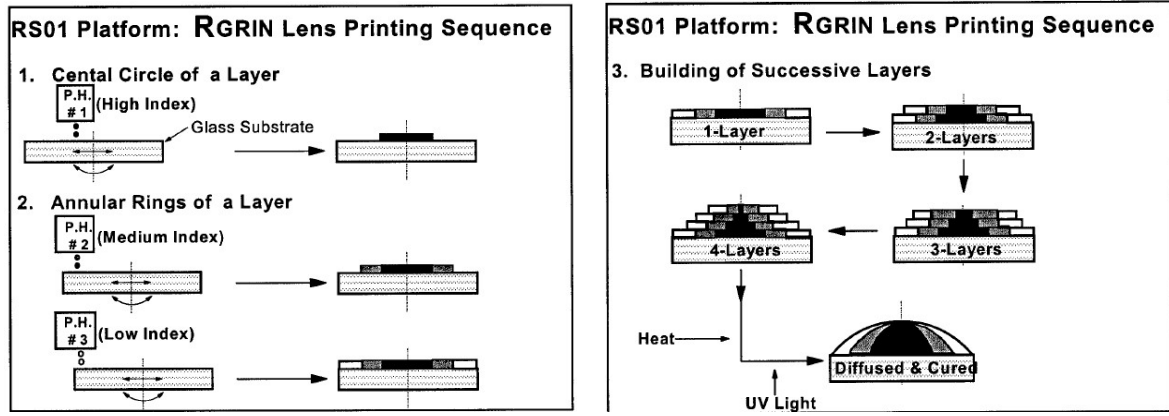 RS01 Platform: RGRIN Lens Printing Sequence
1. Cental Circle of a Layer
P.H.
# 1
(High Index)
Glass Substrate
2. Annular Rings of a Layer
P.H.
# 2
(Medium Index)
P.H.
# 3
(Low Index)
RS01 Platform: RGRIN Lens Printing Sequence
3. Building of Successive Layers
1-Layer
2-Layers
4-Layers
3-Layers
Heat
Diffused & Cured
UV Light